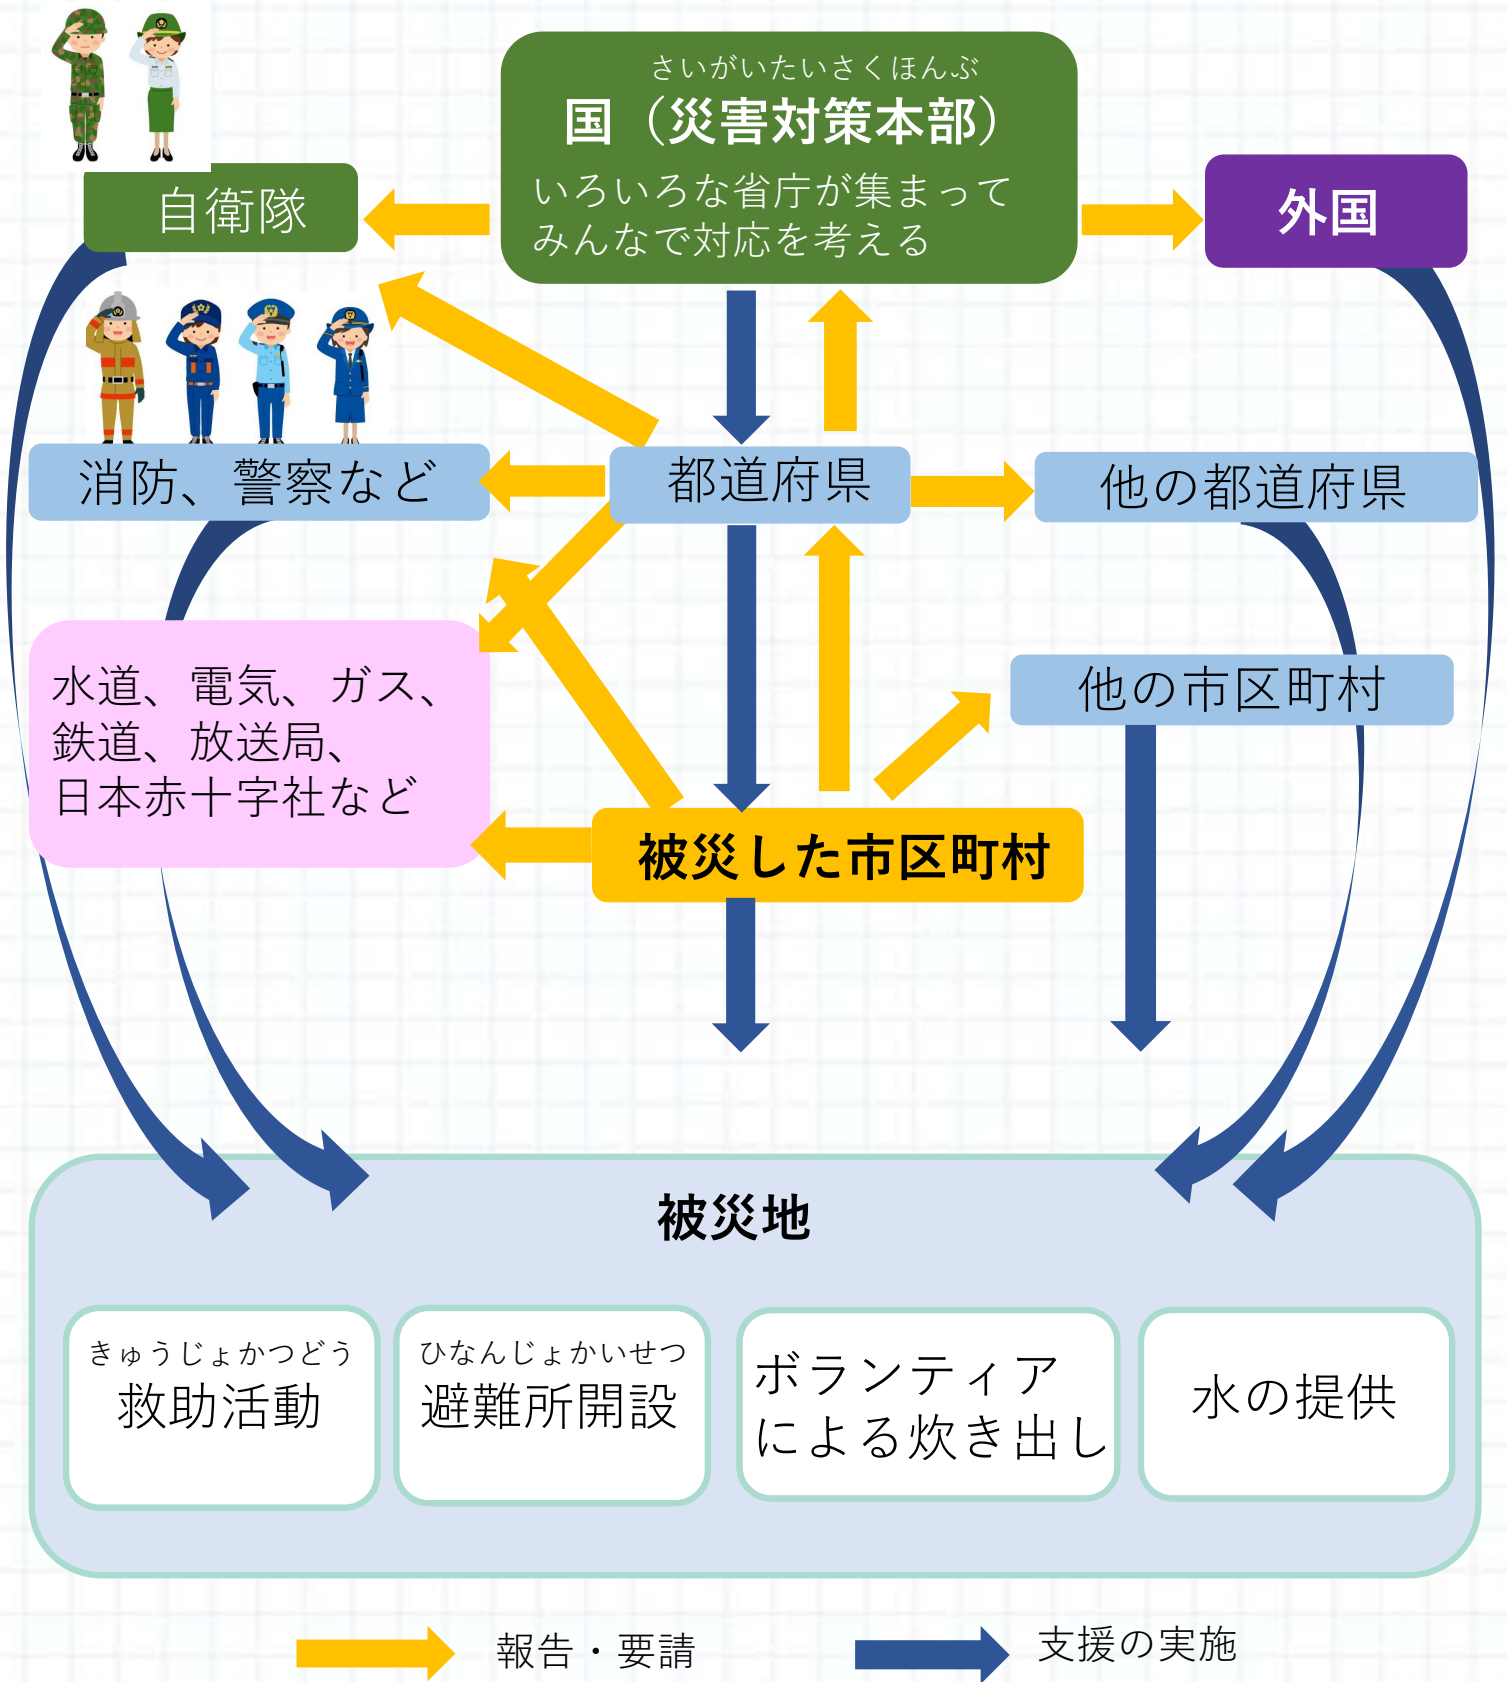 さいがいたいさくほんぶ
国（災害対策本部）
いろいろな省庁が集まって
みんなで対応を考える
自衛隊
外国
消防、警察など
都道府県
他の都道府県
水道、電気、ガス、
鉄道、放送局、
日本赤十字社など
他の市区町村
被災した市区町村
被災地
きゅうじょかつどう
救助活動
ひなんじょかいせつ
避難所開設
ボランティア
による炊き出し
水の提供
報告・要請
支援の実施